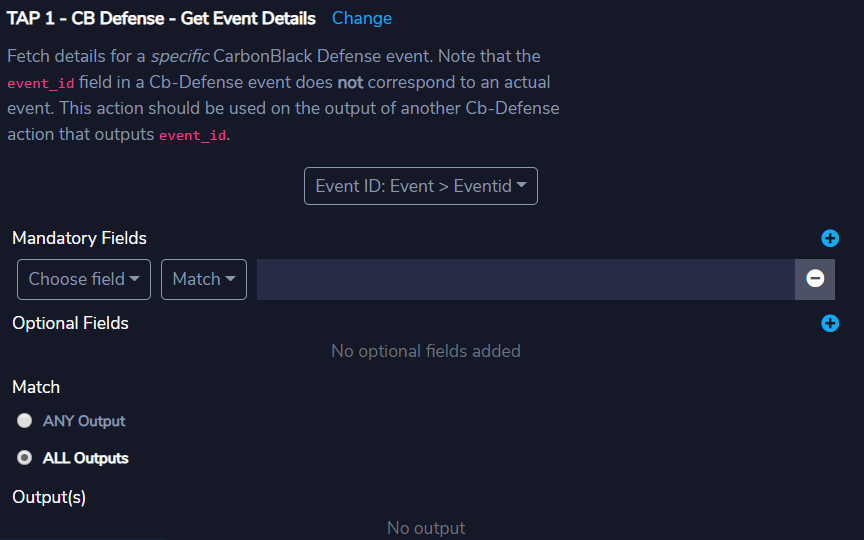 TAP 1 - CB Defense - Get Event Details Change
Fetch details for a specific CarbonBlack Defense event. Note that the
event_id field in a Cb-Defense event does not correspond to an actual
event. This action should be used on the output of another Cb-Defense
action that outputs event_id.
Event ID: Event > Eventid
Mandatory Fields
Choose field Match
Optional Fields
No optional fields added
Match
ANY Output
ALL Outputs
Output(s)
No output